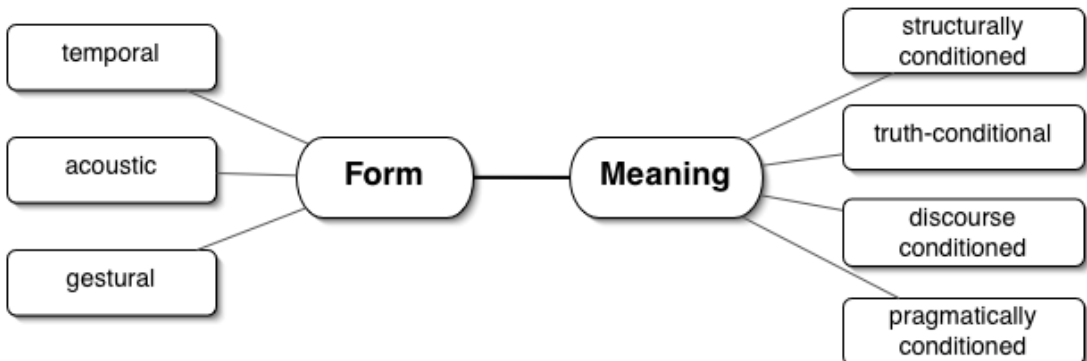 temporal
acoustic
gestural
Form
Meaning
structurally
conditioned
truth-conditional
discourse
conditioned
pragmatically
conditioned